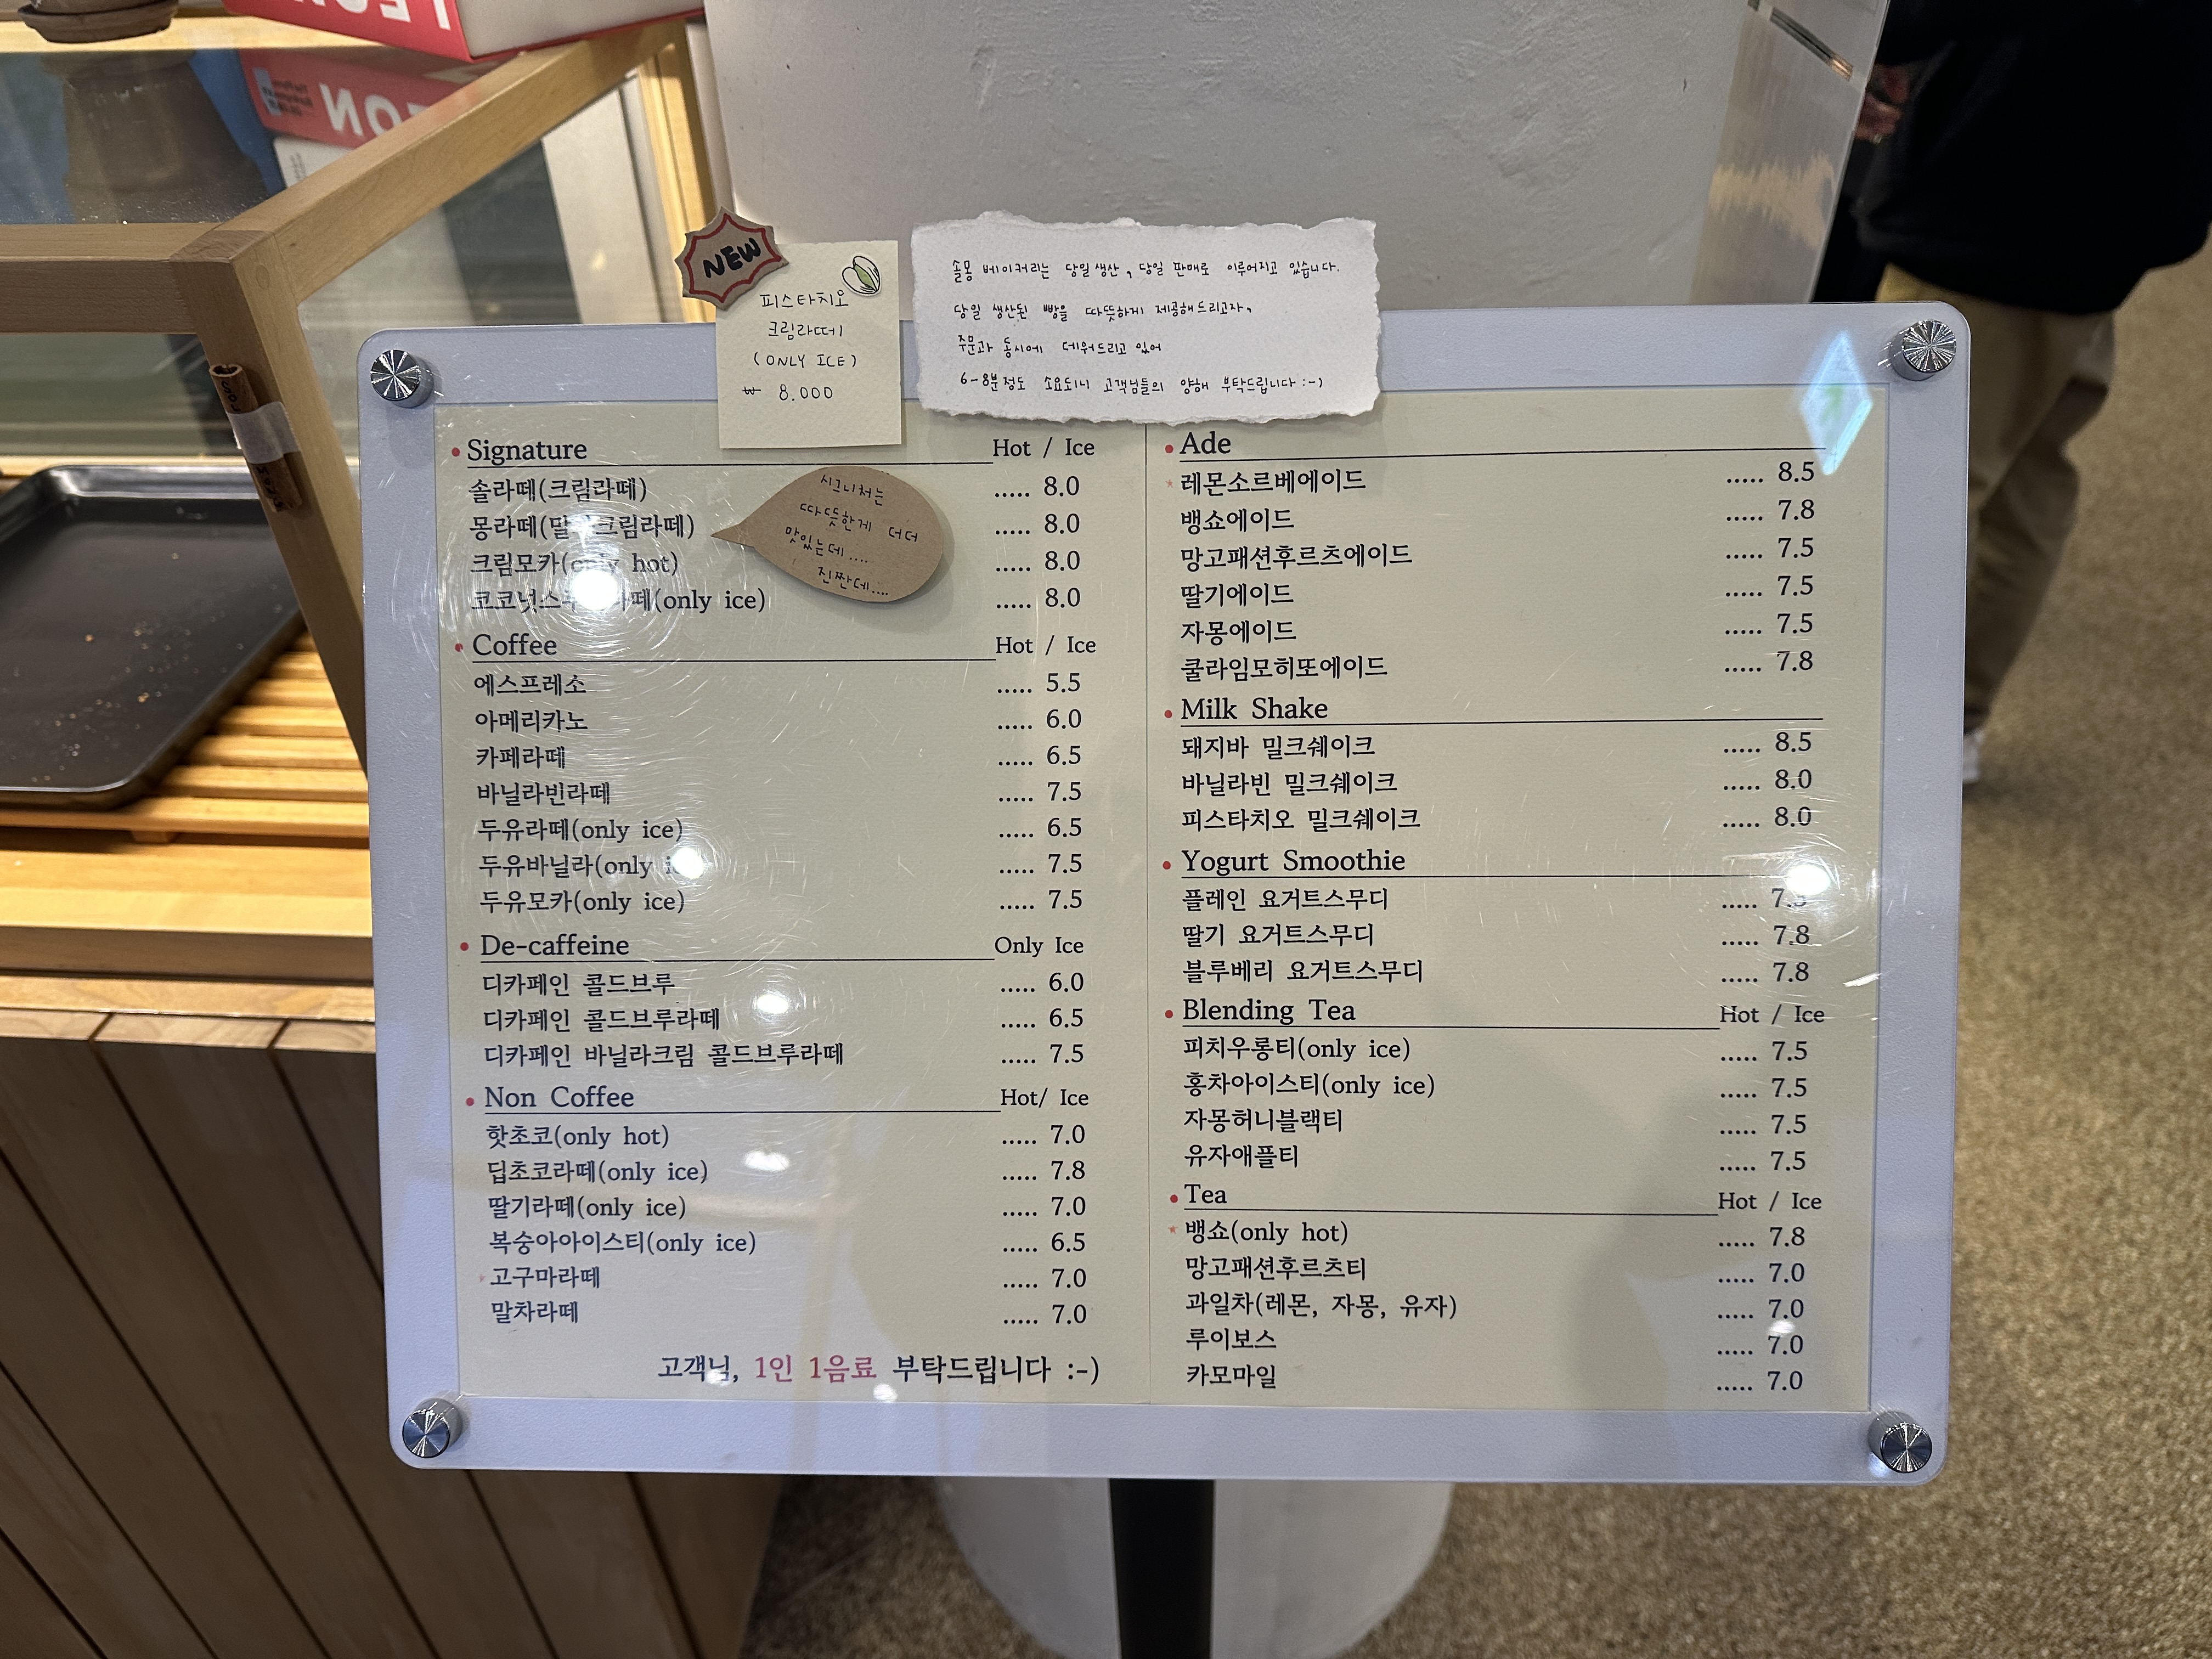 NEW
피스타치오
크림라떼
(ONLY ICE)
₩ 8.000
솔몽 베이커리는 당일생산, 당일 판매로 이루어지고 있습니다.
당일 생산된 빵을 따뜻하게 제공해드리고자,
주문과 동시에 데워드리고 있어
6-8분정도 소요되니 고객님들의 양해 부탁드립니다 :-)
Signature Hot / Ice
솔라떼(크림라떼) ..... 8.0
몽라떼( 크림라떼) ..... 8.0
크림모카(only hot) ..... 8.0
(only ice) ..... 8.0
시그니처는
따뜻한게 더더
맛있는데....
진짠데....
Coffee Hot / Ice
에스프레소 ..... 5.5
아메리카노 ..... 6.0
카페라떼 ..... 6.5
바닐라빈라떼 ..... 7.5
두유라떼(only ice) ..... 6.5
두유바닐라(only ..... 7.5
두유모카(only ice) ..... 7.5
De-caffeine Only Ice
디카페인 콜드브루 ..... 6.0
디카페인 콜드브루라떼 ..... 6.5
디카페인 바닐라크림 콜드브루라떼 ..... 7.5
Non Coffee Hot/ Ice
핫초코(only hot) ..... 7.0
딥초코라떼(only ice) ..... 7.8
딸기라떼(only ice) ..... 7.0
복숭아아이스티(only ice) ..... 6.5
고구마라떼 ..... 7.0
말차라떼 ..... 7.0
고객님, 1인 1음료 부탁드립니다 :-)
Ade
레몬소르베에이드 ..... 8.5
뱅쇼에이드 ..... 7.8
망고패션후르츠에이드 ..... 7.5
딸기에이드 ..... 7.5
자몽에이드 ..... 7.5
쿨라임모히또에이드 ..... 7.8
Milk Shake
돼지바 밀크쉐이크 ..... 8.5
바닐라빈 밀크쉐이크 ..... 8.0
피스타치오 밀크쉐이크 ..... 8.0
Yogurt Smoothie
플레인 요거트스무디 .....
딸기 요거트스무디 ..... 7.8
블루베리 요거트스무디 ..... 7.8
Blending Tea Hot / Ice
피치우롱티(only ice) ..... 7.5
홍차아이스티(only ice) ..... 7.5
자몽허니블랙티 ..... 7.5
유자애플티 ..... 7.5
Tea Hot / Ice
뱅쇼(only hot) ..... 7.8
망고패션후르츠티 ..... 7.0
과일차(레몬, 자몽, 유자) ..... 7.0
루이보스 ..... 7.0
카모마일 ..... 7.0